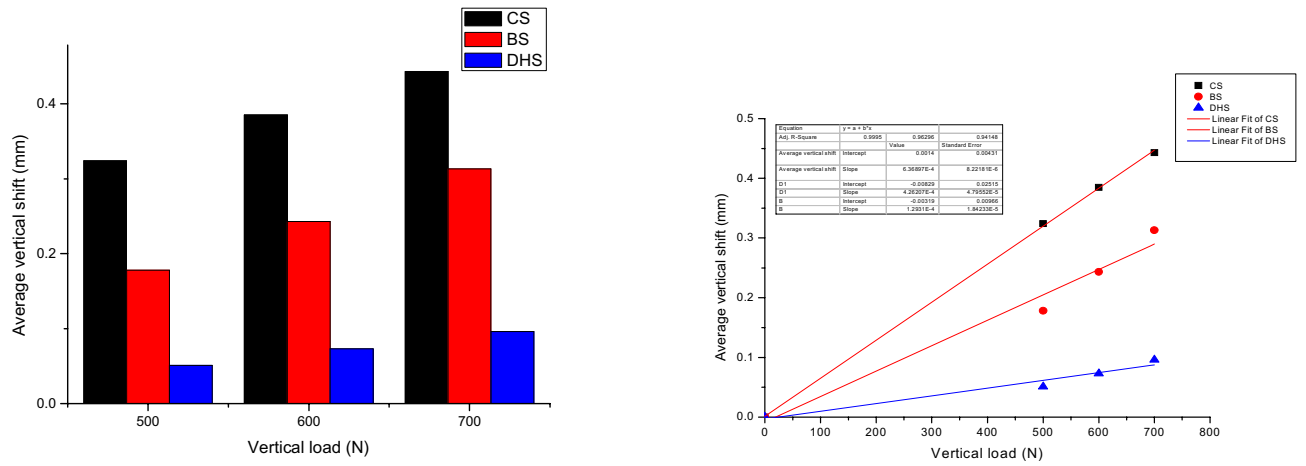 CS
BS
DHS
0.4
0.2
0.0
Average vertical shift (mm)
500 600 700
Vertical load (N)
CS
BS
DHS
Linear Fit of CS
Linear Fit of BS
Linear Fit of DHS
Equation y = a + b*x
Adj. R-Square 0.9995 0.96296 0.94148
Value Standard Error
Average vertical shift Intercept 0.0014 0.00431
Average vertical shift Slope 6.36897E-4 8.22181E-6
D1 Intercept -0.00829 0.02515
D1 Slope 4.26207E-4 4.79552E-5
B Intercept -0.00319 0.00966
B Slope 1.2931E-4 1.84233E-5
0.5
0.4
0.3
0.2
0.1
0.0
Average vertical shift (mm)
0 100 200 300 400 500 600 700 800
Vertical load (N)